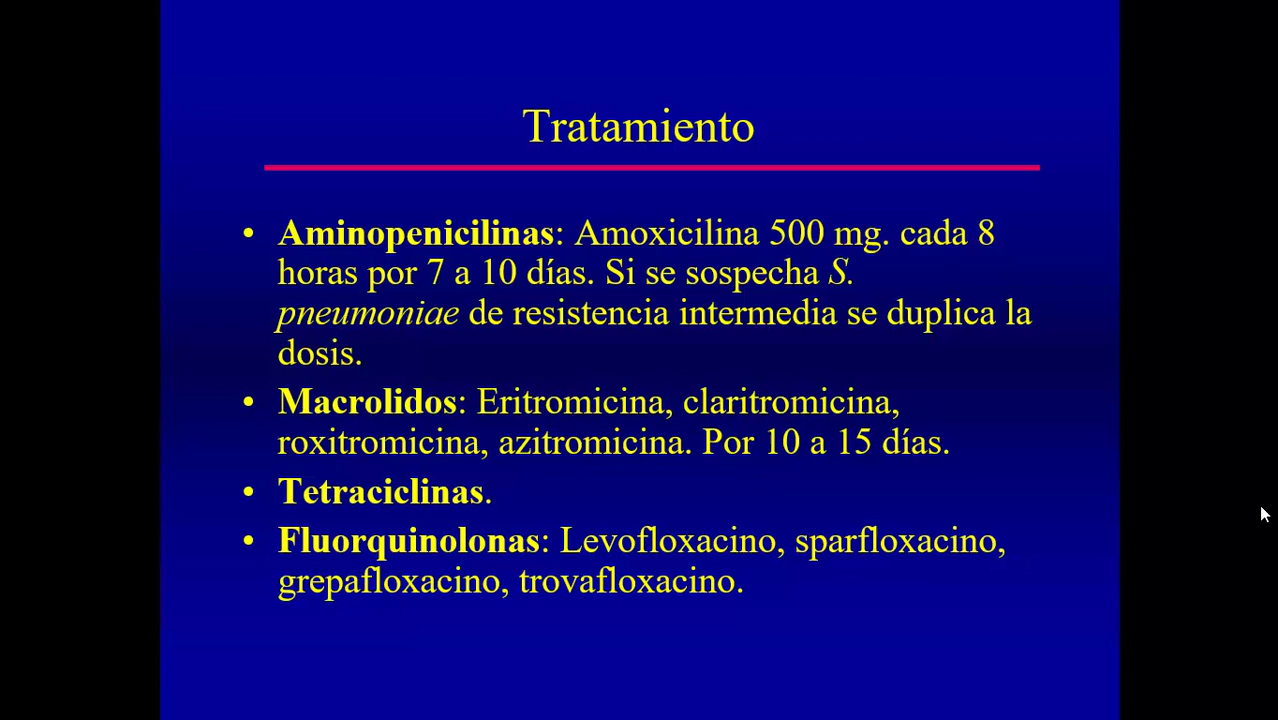 Tratamiento
• Aminopenicilinas: Amoxicilina 500 mg. cada 8
horas por 7 a 10 días. Si se sospecha S.
pneumoniae de resistencia intermedia se duplica la
dosis.
• Macrolidos: Eritromicina, claritromicina,
roxitromicina, azitromicina. Por 10 a 15 días.
• Tetraciclinas.
• Fluorquinolonas: Levofloxacino, sparfloxacino,
grepafloxacino, trovafloxacino.